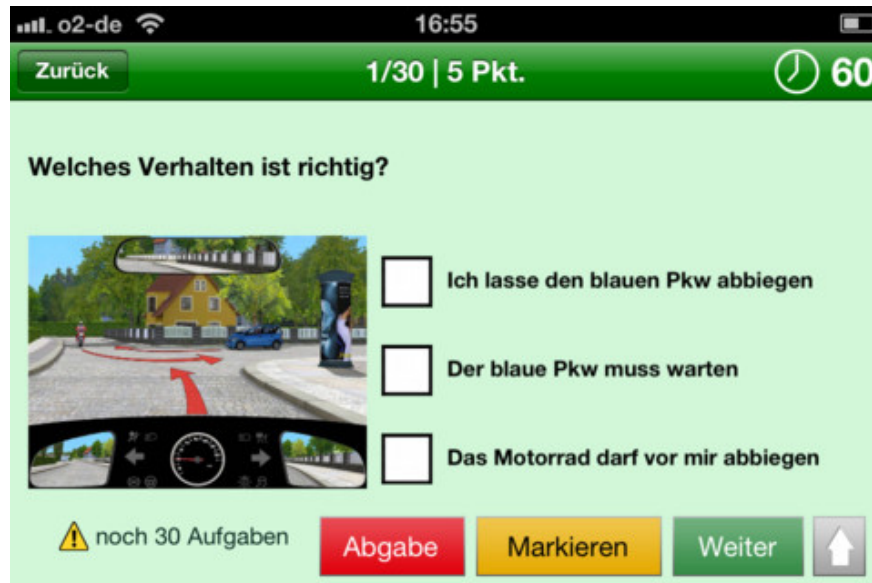 o2-de 16:55
Zurück 1/30 | 5 Pkt. 60
Welches Verhalten ist richtig?
Ich lasse den blauen Pkw abbiegen
Der blaue Pkw muss warten
Das Motorrad darf vor mir abbiegen
noch 30 Aufgaben Abgabe Markieren Weiter